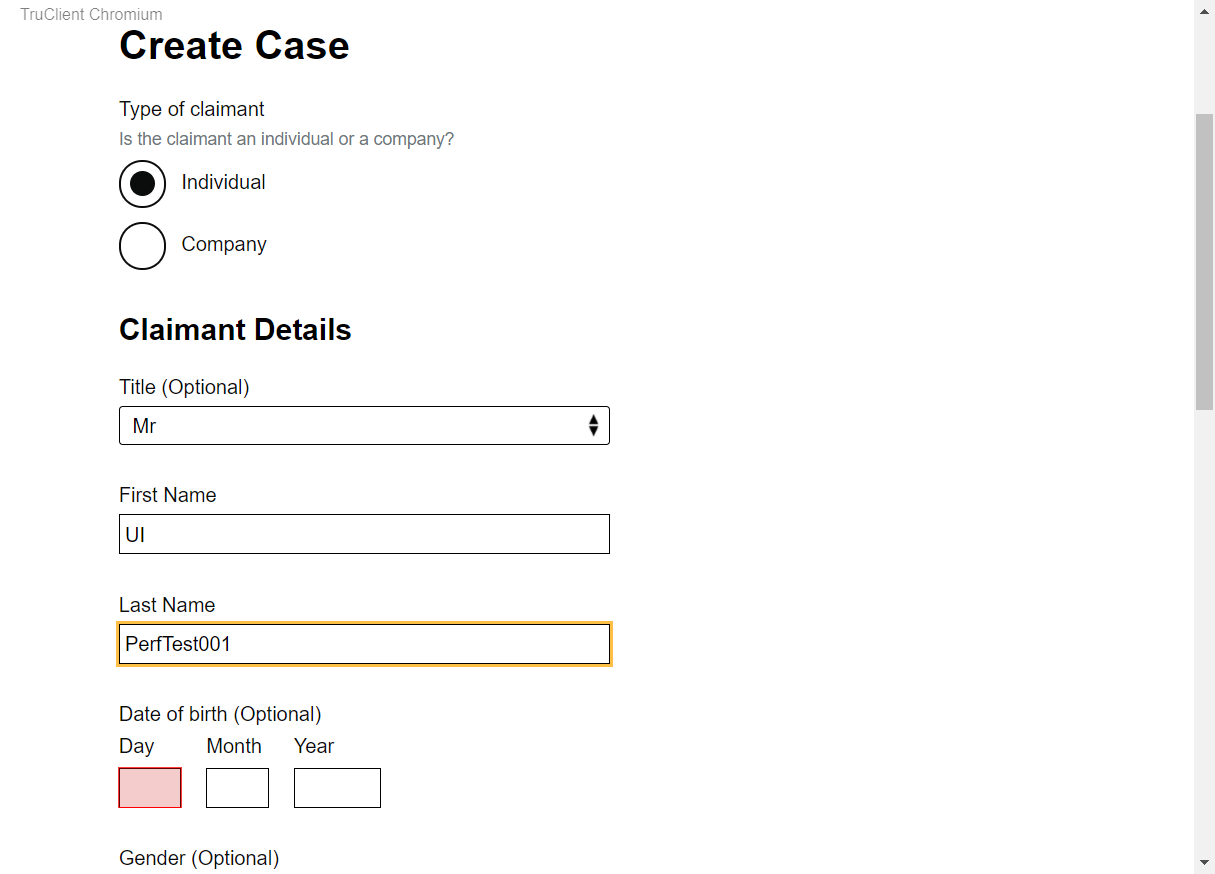 TruClient Chromium
Create Case
Type of claimant
Is the claimant an individual or a company?
Individual
Company
Claimant Details
Title (Optional)
Mr
First Name
UI
Last Name
PerfTest001
Date of birth (Optional)
Day Month Year
Gender (Optional)